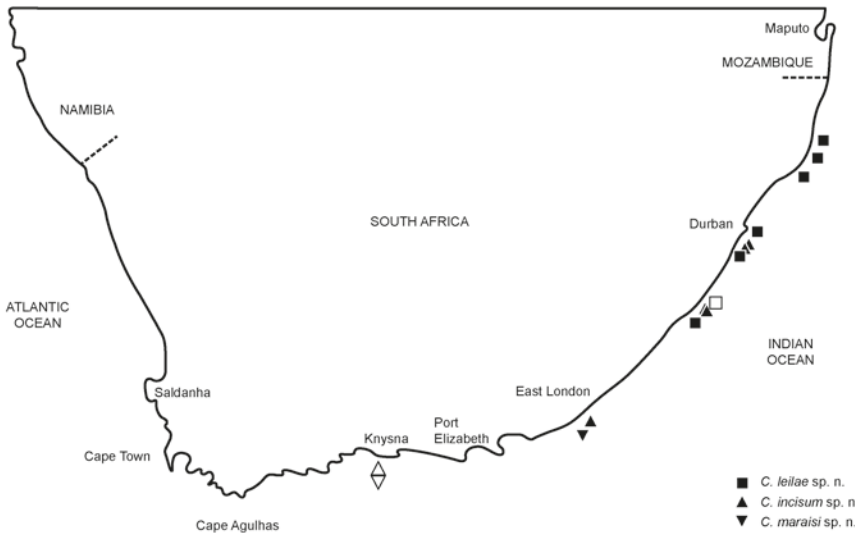 Maputo
MOZAMBIQUE
NAMIBIA
SOUTH AFRICA
Durban
ATLANTIC
OCEAN
INDIAN
OCEAN
Saldanha
East London
Port
Elizabeth
Knysna
Cape Town
Cape Agulhas
C. leilae sp. n.
C. incisum sp. n.
C. maraisi sp. n.